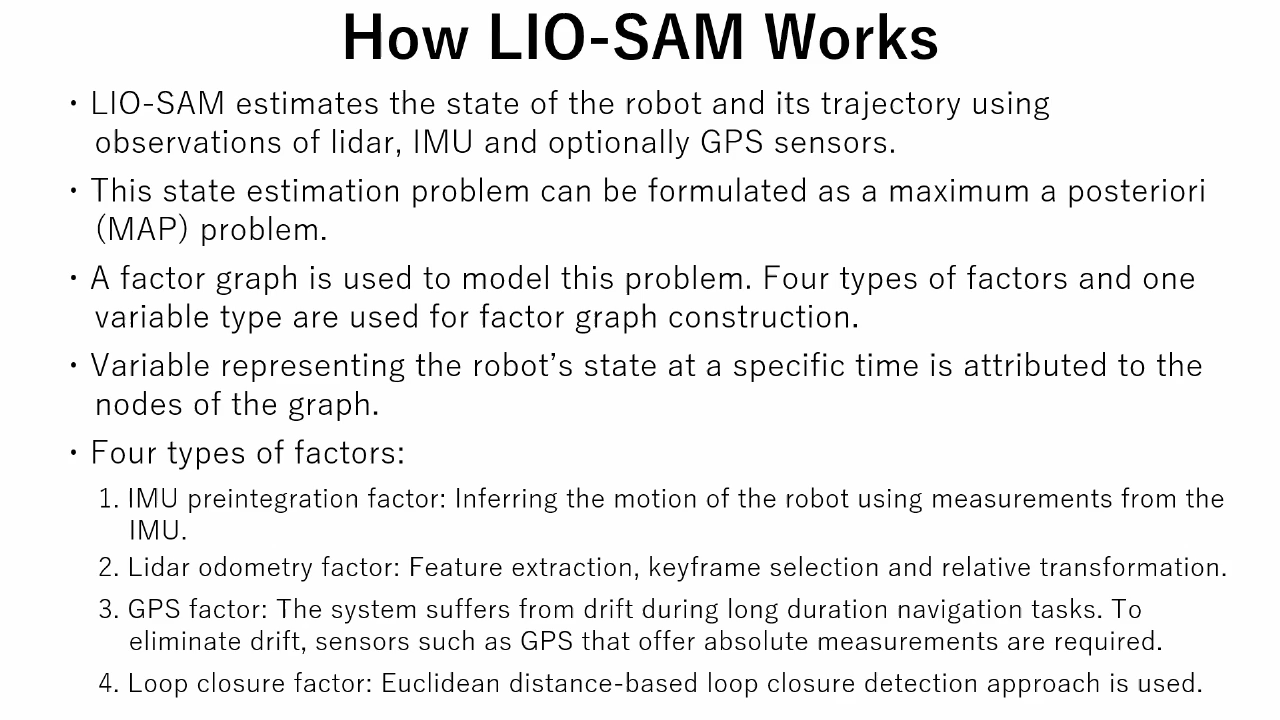 How LIO-SAM Works
・LIO-SAM estimates the state of the robot and its trajectory using
observations of lidar, IMU and optionally GPS sensors.
・This state estimation problem can be formulated as a maximum a posteriori
(MAP) problem.
・A factor graph is used to model this problem. Four types of factors and one
variable type are used for factor graph construction.
・Variable representing the robot’s state at a specific time is attributed to the
nodes of the graph.
・Four types of factors:
1. IMU preintegration factor: Inferring the motion of the robot using measurements from the
IMU.
2. Lidar odometry factor: Feature extraction, keyframe selection and relative transformation.
3. GPS factor: The system suffers from drift during long duration navigation tasks. To
eliminate drift, sensors such as GPS that offer absolute measurements are required.
4. Loop closure factor: Euclidean distance-based loop closure detection approach is used.